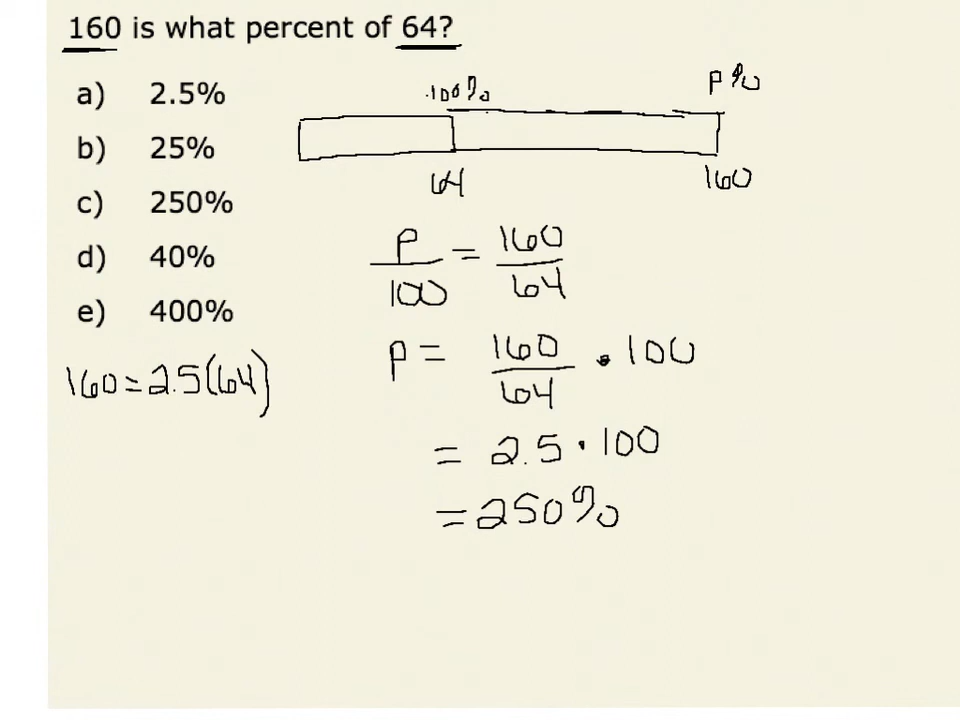 160 is what percent of 64?
a) 2.5%
b) 25%
c) 250%
d) 40%
e) 400%
160 = 2.5(64)
100% P%
64 160
P/100 = 160/64
P = 160/64 • 100
= 2.5 · 100
= 250%